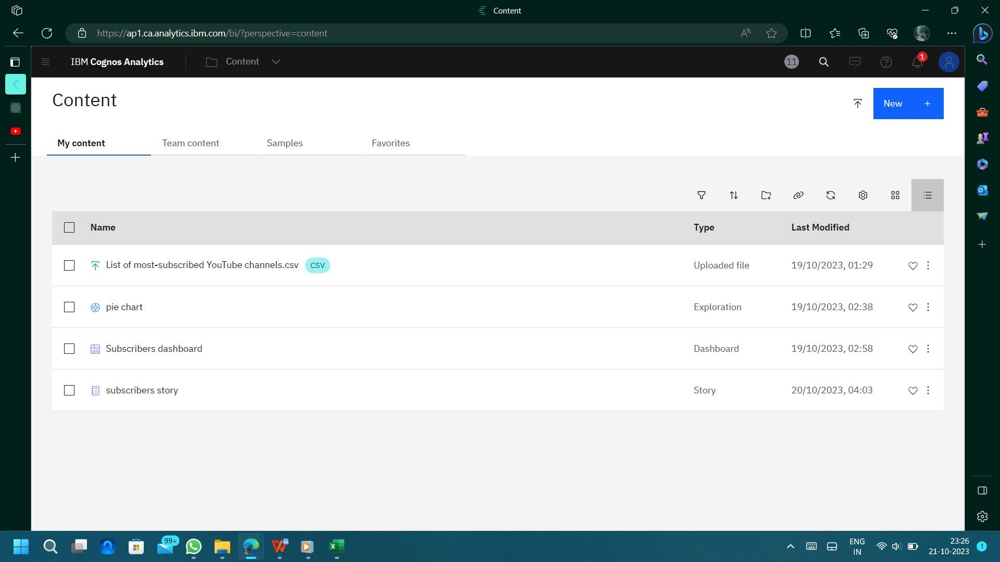 Content
https://ap1.ca.analytics.ibm.com/bi/?perspective=content
IBM Cognos Analytics
Content
11
1
Content
New +
My content
Team content
Samples
Favorites
Name
Type
Last Modified
List of most-subscribed YouTube channels.csv
CSV
Uploaded file
19/10/2023, 01:29
pie chart
Exploration
19/10/2023, 02:38
Subscribers dashboard
Dashboard
19/10/2023, 02:58
subscribers story
Story
20/10/2023, 04:03
99+
ENG
IN
23:26
21-10-2023
1